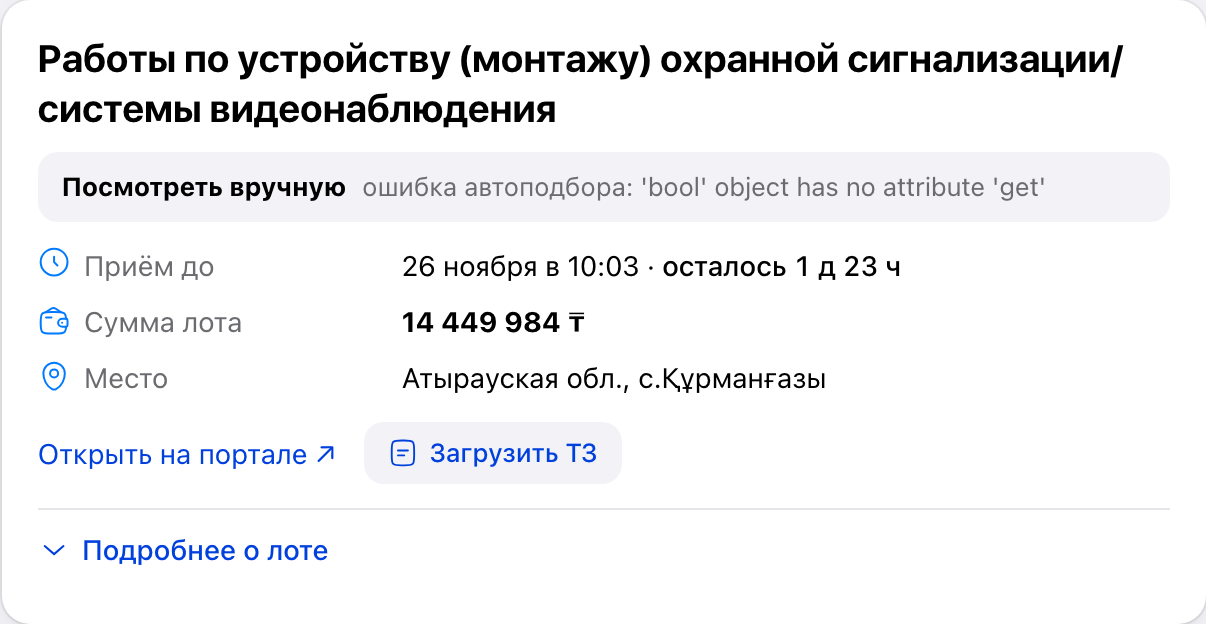 Работы по устройству (монтажу) охранной сигнализации/
системы видеонаблюдения
Посмотреть вручную ошибка автоподбора: 'bool' object has no attribute 'get'
Приём до 26 ноября в 10:03 · осталось 1 д 23 ч
Сумма лота 14 449 984 ₸
Место Атырауская обл., с.Құрманғазы
Открыть на портале ↗ Загрузить ТЗ
Подробнее о лоте